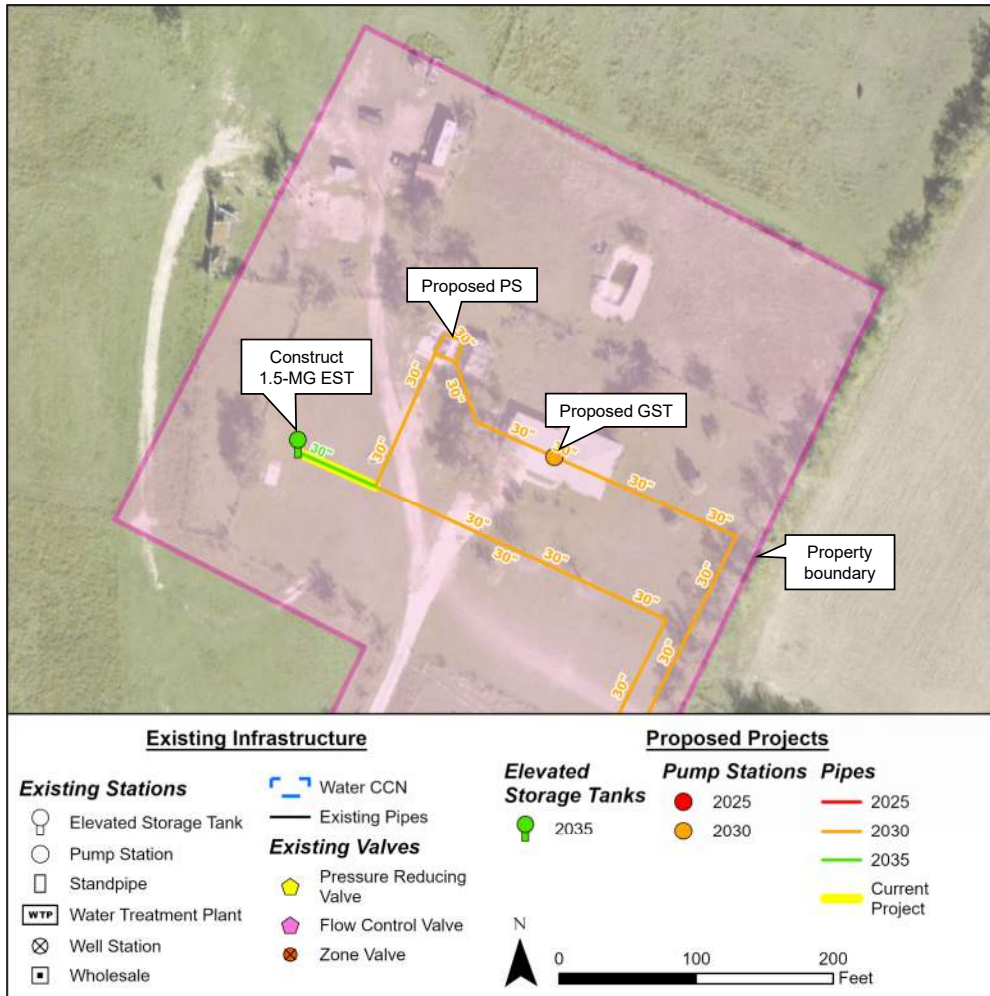 Proposed PS
30"
Construct
1.5-MG EST
30"
30"
Proposed GST
30"
30"
30"
30"
30"
30"
30"
30"
30"
30"
30"
Property
boundary
30"
30"
30"
Existing Infrastructure
Existing Stations
Elevated Storage Tank
Pump Station
Standpipe
WTP Water Treatment Plant
Well Station
Wholesale
Water CCN
Existing Pipes
Existing Valves
Pressure Reducing
Valve
Flow Control Valve
Zone Valve
Proposed Projects
Elevated
Storage Tanks
2035
Pump Stations
2025
2030
Pipes
2025
2030
2035
Current
Project
N
0 100 200
Feet